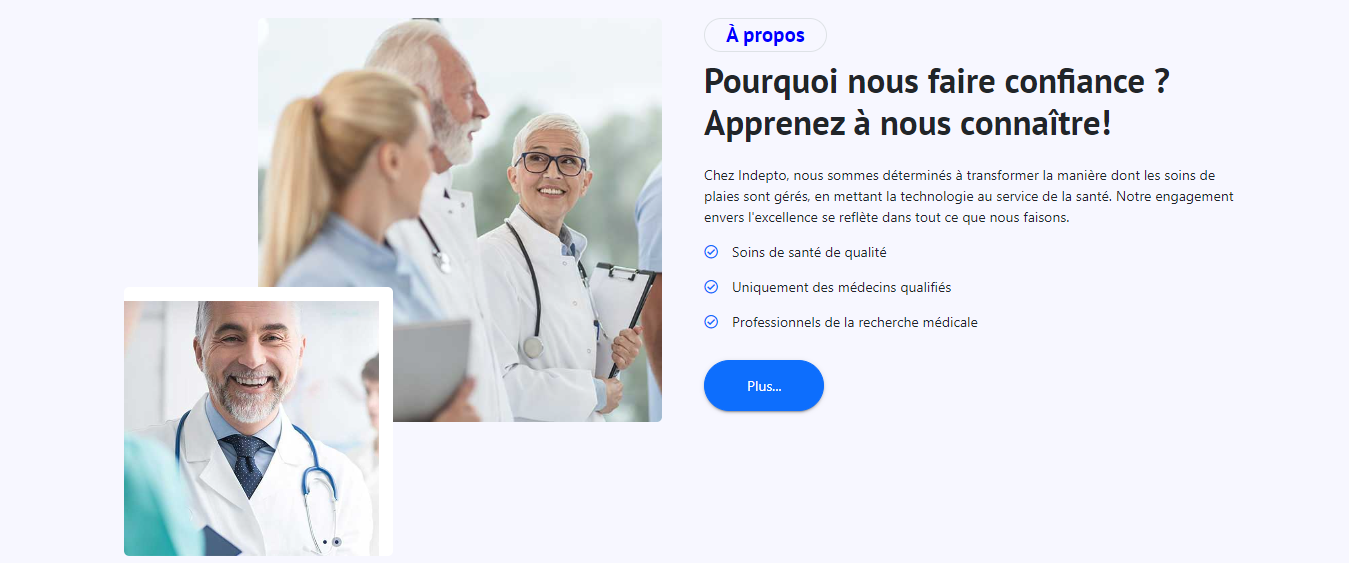 À propos
Pourquoi nous faire confiance ?
Apprenez à nous connaître!
Chez Indepto, nous sommes déterminés à transformer la manière dont les soins de
plaies sont gérés, en mettant la technologie au service de la santé. Notre engagement
envers l'excellence se reflète dans tout ce que nous faisons.
Soins de santé de qualité
Uniquement des médecins qualifiés
Professionnels de la recherche médicale
Plus...